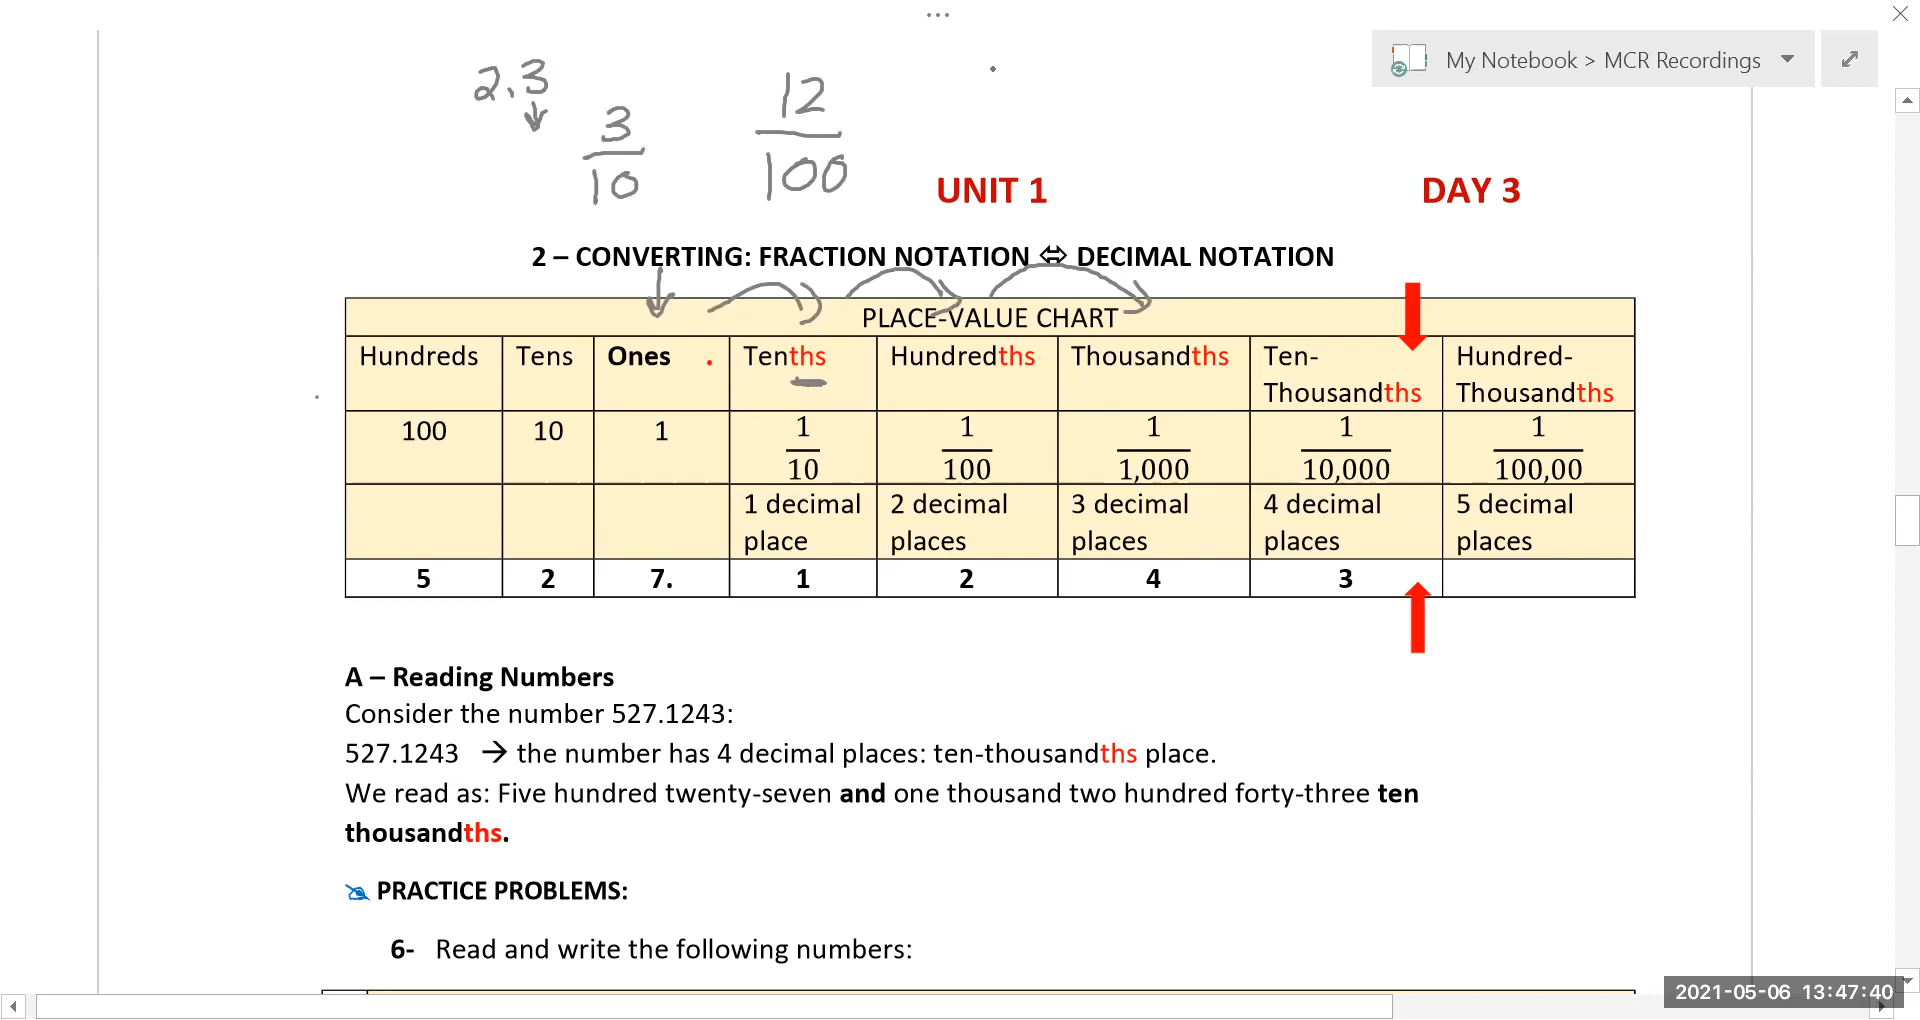 ...
My Notebook > MCR Recordings
2.3
3
10
12
100
UNIT 1 DAY 3
2 – CONVERTING: FRACTION NOTATION ⬄ DECIMAL NOTATION
PLACE-VALUE CHART
Hundreds Tens Ones . Tenths Hundredths Thousandths Ten-Thousandths Hundred-Thousandths
100 10 1 1/10 1/100 1/1,000 1/10,000 1/100,00
1 decimal place 2 decimal places 3 decimal places 4 decimal places 5 decimal places
5 2 7. 1 2 4 3
A – Reading Numbers
Consider the number 527.1243:
527.1243 → the number has 4 decimal places: ten-thousandths place.
We read as: Five hundred twenty-seven and one thousand two hundred forty-three ten
thousandths.
PRACTICE PROBLEMS:
6- Read and write the following numbers:
2021-05-06 13:47:40